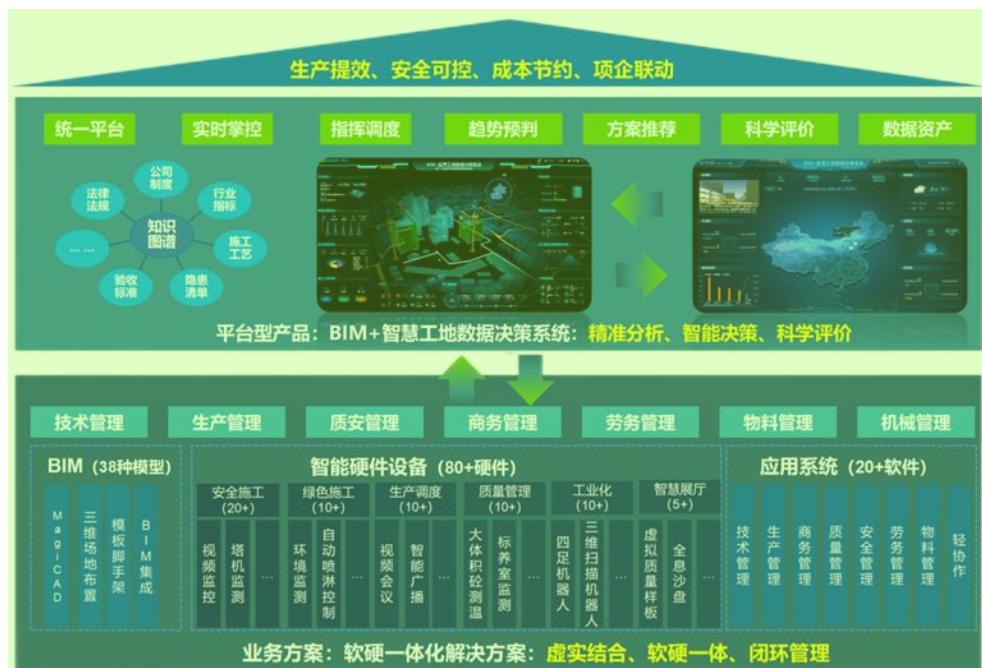 生产提效、安全可控、成本节约、项企联动
统一平台 实时掌控 指挥调度 趋势预判 方案推荐 科学评价 数据资产
公司制度
法律法规
行业指标
知识图谱
... ...
施工工艺
验收标准
隐患清单
平台型产品：BIM+智慧工地数据决策系统：精准分析、智能决策、科学评价
技术管理 生产管理 质安管理 商务管理 劳务管理 物料管理 机械管理
BIM（38种模型）
MagiCAD
三维场地布置
模板脚手架
BIM集成
智能硬件设备（80+硬件）
安全施工（20+）
视频监控
塔机监测
...
绿色施工（10+）
环境监测
自动喷淋控制
...
生产调度（10+）
视频会议
智能广播
...
质量管理（10+）
大体积砼测温
标养室监测
...
工业化（10+）
四足机器人
三维扫描机器人
...
智慧展厅（5+）
虚拟质量样板
全息沙盘
...
应用系统（20+软件）
技术管理
生产管理
商务管理
质量管理
安全管理
劳务管理
物料管理
轻协作
业务方案：软硬一体化解决方案：虚实结合、软硬一体、闭环管理